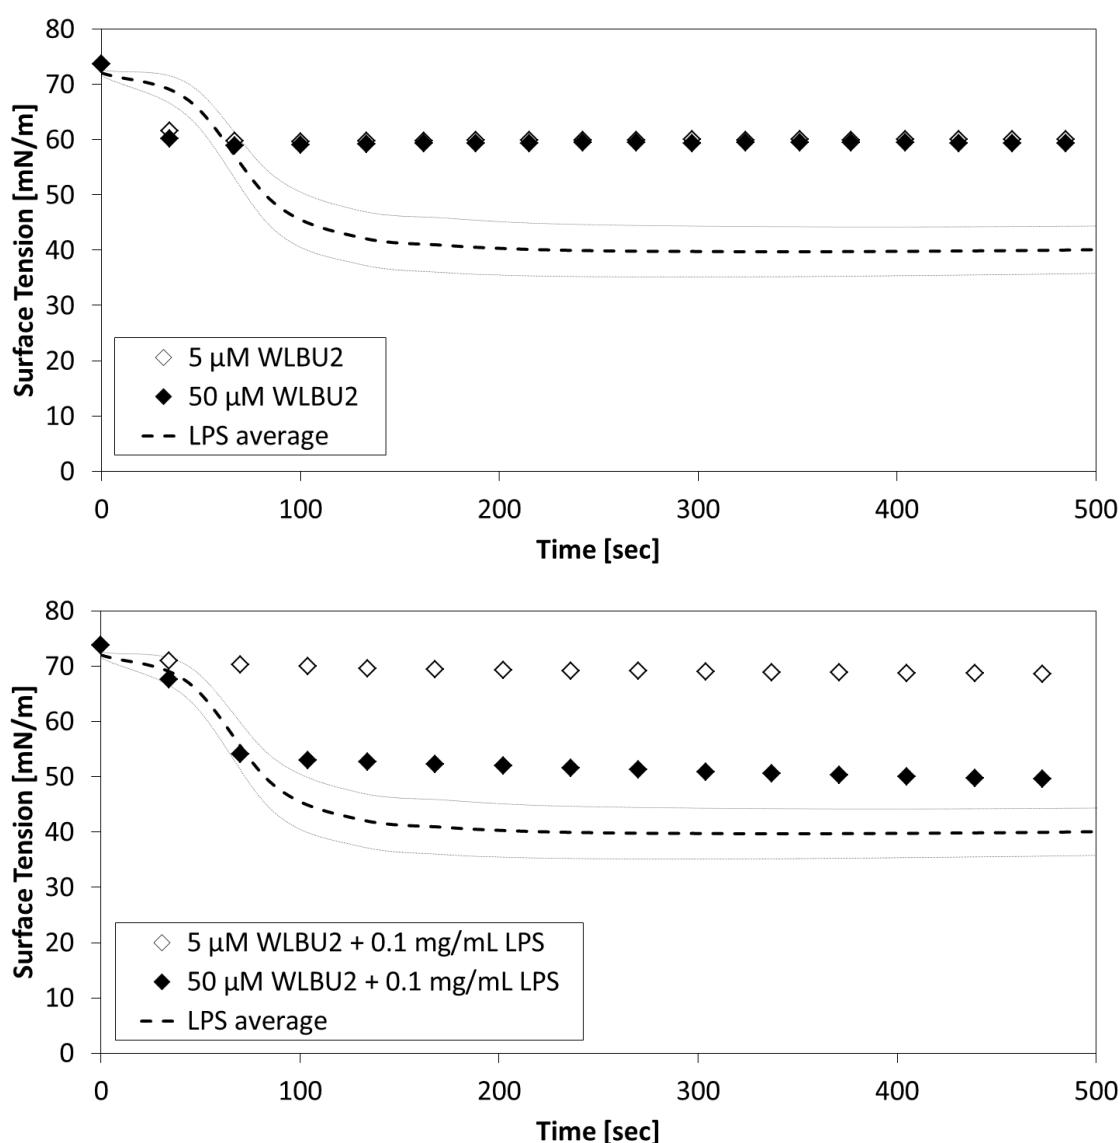 80
70
60
50
40
30
20
10
0
Surface Tension [mN/m]
5 µM WLBU2
50 µM WLBU2
LPS average
0 100 200 300 400 500
Time [sec]
80
70
60
50
40
30
20
10
0
Surface Tension [mN/m]
5 µM WLBU2 + 0.1 mg/mL LPS
50 µM WLBU2 + 0.1 mg/mL LPS
LPS average
0 100 200 300 400 500
Time [sec]